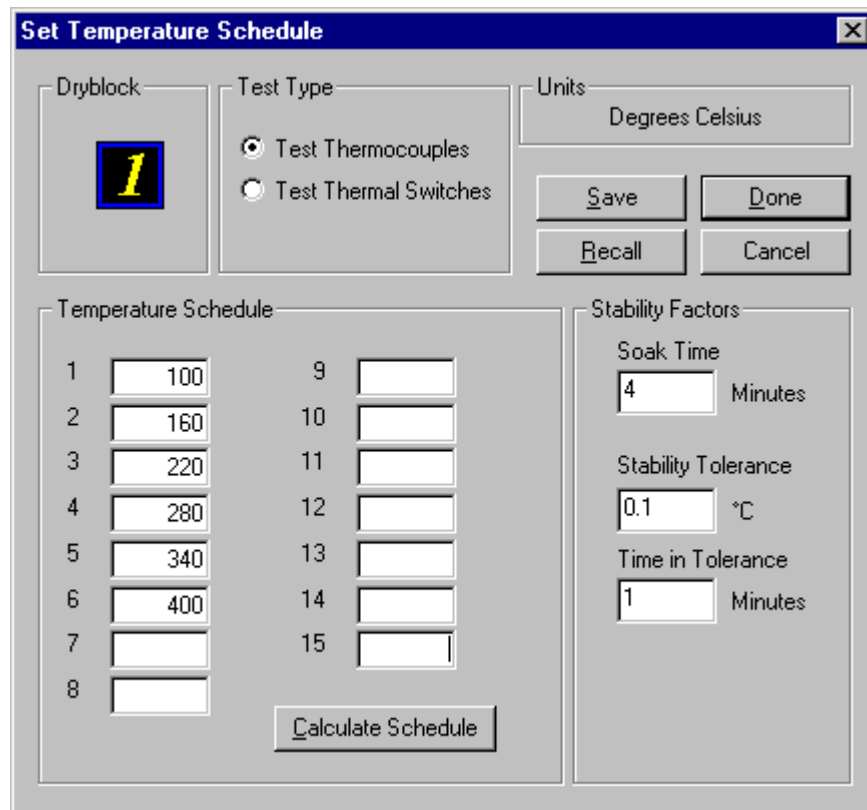 Set Temperature Schedule
Dryblock
1
Test Type
Test Thermocouples
Test Thermal Switches
Units
Degrees Celsius
Save
Done
Recall
Cancel
Temperature Schedule
1 100
2 160
3 220
4 280
5 340
6 400
7
8
9
10
11
12
13
14
15
Calculate Schedule
Stability Factors
Soak Time
4 Minutes
Stability Tolerance
0.1 °C
Time in Tolerance
1 Minutes